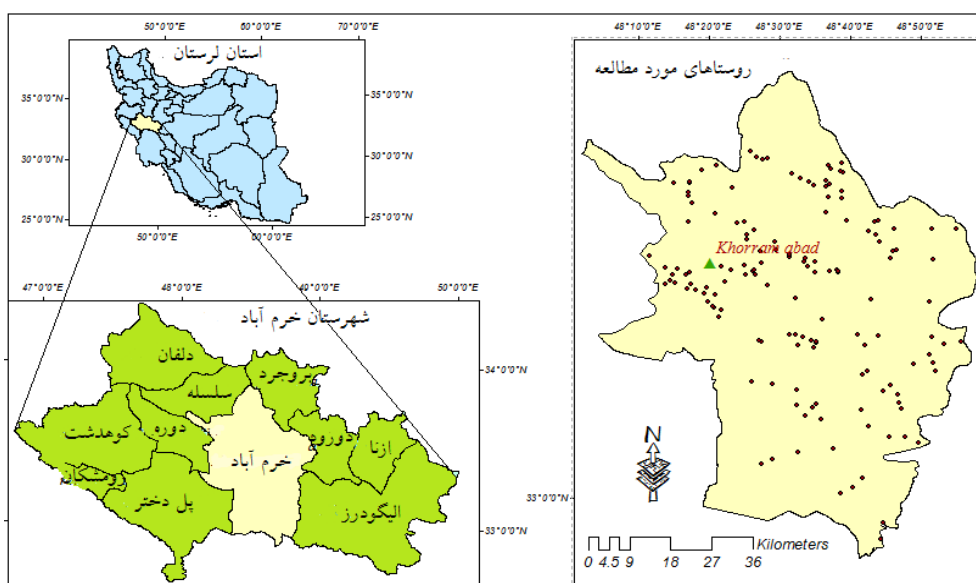 50°0'0"E 60°0'0"E 70°0'0"E
استان لرستان
35°0'0"N
35°0'0"N
30°0'0"N
30°0'0"N
25°0'0"N
25°0'0"N
50°0'0"E 60°0'0"E
47°0'0"E 48°0'0"E 49°0'0"E 50°0'0"E
شهرستان خرم آباد
دلفان
بروجرد
سلسله
کوهدشت
دوره
دورود
ازنا
خرم آباد
رومشکان
پل دختر
الیگودرز
34°0'0"N
33°0'0"N
48°10'0"E 48°20'0"E 48°30'0"E 48°40'0"E 48°50'0"E
روستاهای مورد مطالعه
Khorram abad
N
33°0'0"N
Kilometers
0 4.5 9 18 27 36